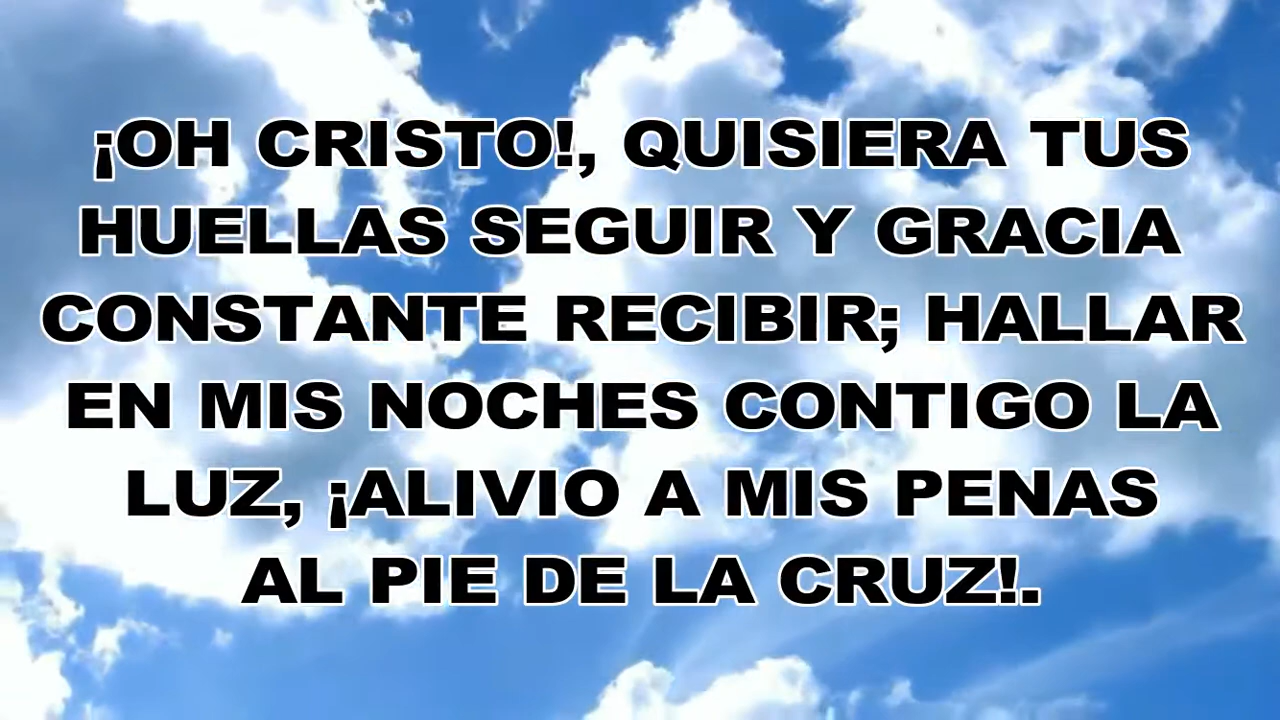 ¡OH CRISTO!, QUISIERA TUS
HUELLAS SEGUIR Y GRACIA
CONSTANTE RECIBIR; HALLAR
EN MIS NOCHES CONTIGO LA
LUZ, ¡ALIVIO A MIS PENAS
AL PIE DE LA CRUZ!.